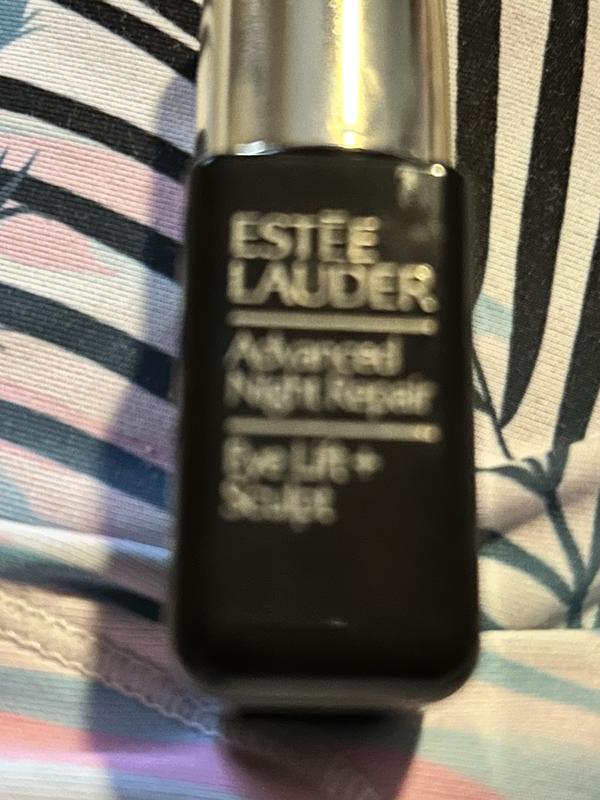 ESTĒE
LAUDER
Advanced
Night Repair
Eye Lift +
Sculpt